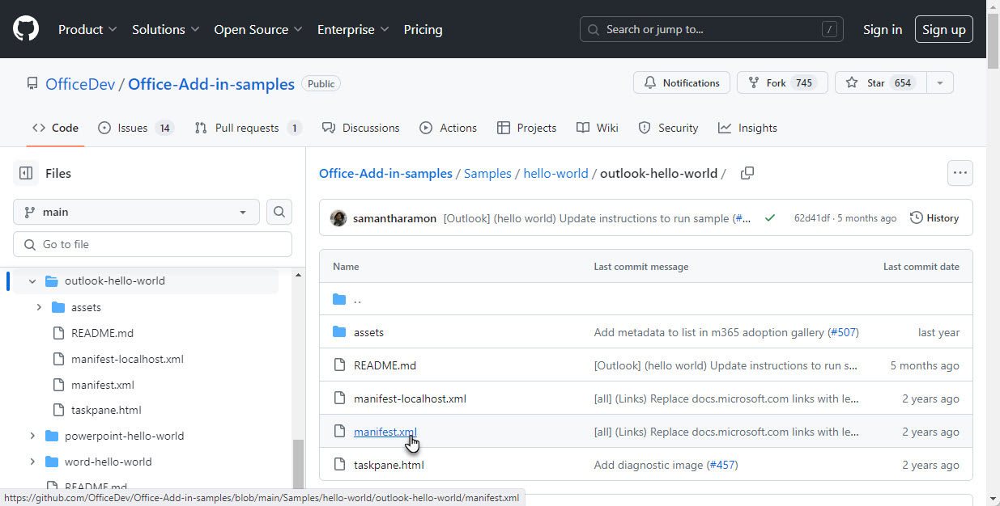 Product Solutions Open Source Enterprise Pricing Search or jump to... / Sign in Sign up
OfficeDev / Office-Add-in-samples Public Notifications Fork 745 Star 654
Code Issues 14 Pull requests 1 Discussions Actions Projects Wiki Security Insights
Files
main
Go to file
outlook-hello-world
assets
README.md
manifest-localhost.xml
manifest.xml
taskpane.html
powerpoint-hello-world
word-hello-world
README.md
Office-Add-in-samples / Samples / hello-world / outlook-hello-world /
samantharamon [Outlook] (hello world) Update instructions to run sample (#... 62d41df · 5 months ago History
Name Last commit message Last commit date
..
assets Add metadata to list in m365 adoption gallery (#507) last year
README.md [Outlook] (hello world) Update instructions to run s... 5 months ago
manifest-localhost.xml [all] (Links) Replace docs.microsoft.com links with le... 2 years ago
manifest.xml [all] (Links) Replace docs.microsoft.com links with le... 2 years ago
taskpane.html Add diagnostic image (#457) 2 years ago
https://github.com/OfficeDev/Office-Add-in-samples/blob/main/Samples/hello-world/outlook-hello-world/manifest.xml